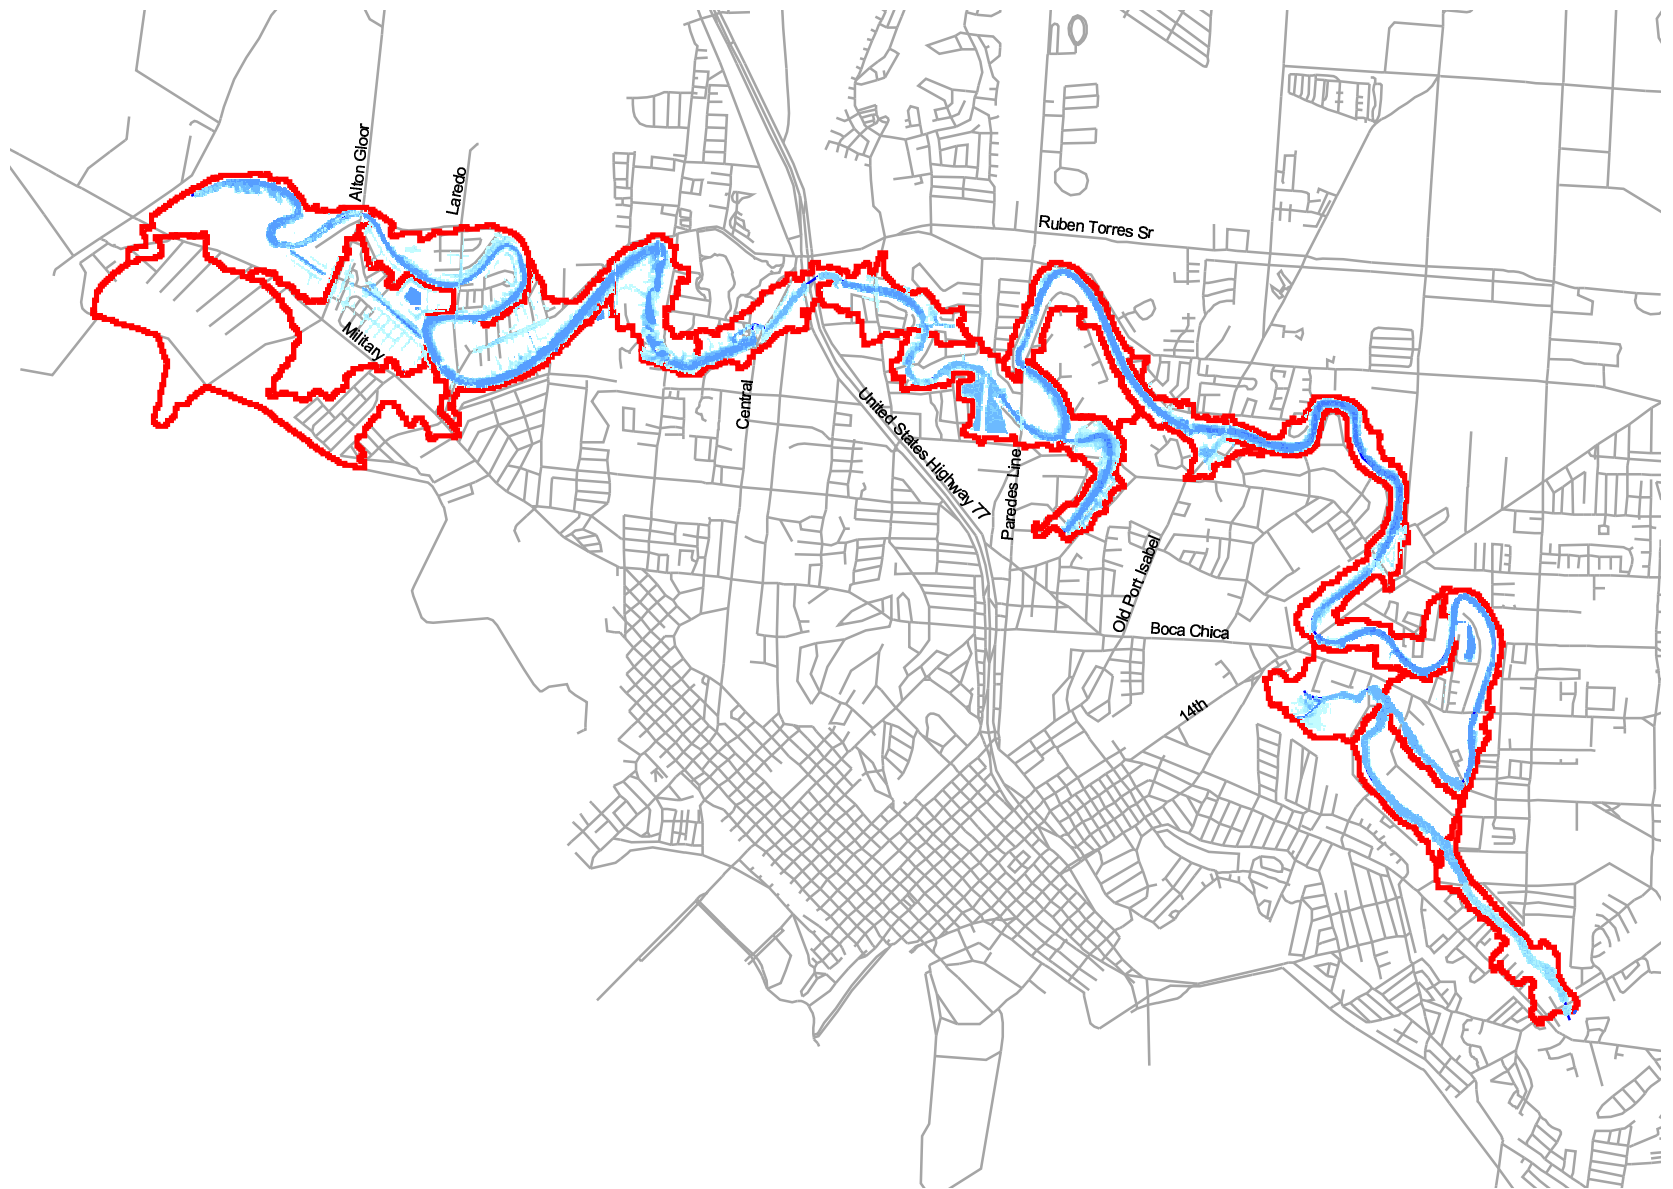 Alton Gloor
Laredo
Ruben Torres Sr
Military
Central
United States Highway 77
Paredes Line
Old Port Isabel
Boca Chica
14th